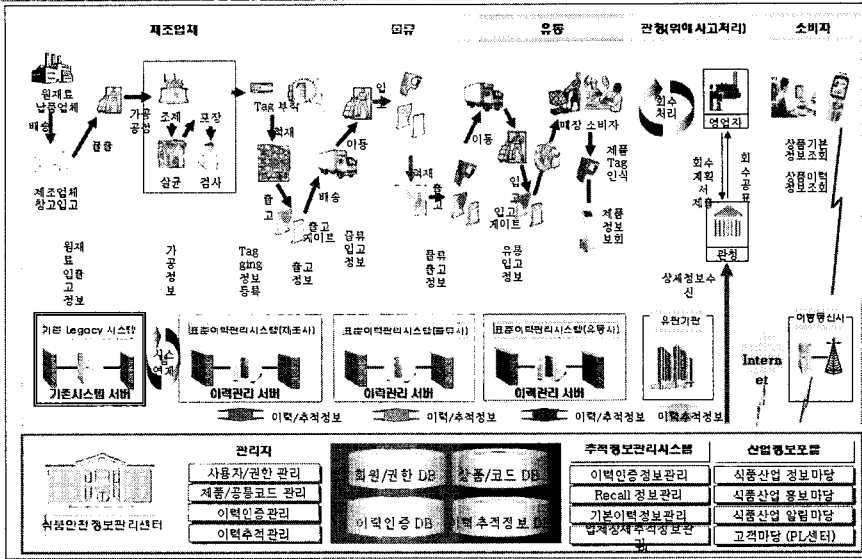 제조업체
물류
유통
관청(위해사고처리)
소비자
원재료
납품업체
배송
출출
제조업체
창고입고
가공
공정
조제
포장
살균
검사
Tag 부착
적재
출고
출고
게이트
배송
이동
입고
적재
출고
이동
입고
입고
게이트
매장 소비자
제품
Tag
인식
제품
정보
회수
처리
영업자
회수
계획
서
제출
회수
공표
관청
상세정보수
신
상품기본
정보조회
상품이력
정보조회
원재
료
입출
고
정보
가
공
정
보
Tag
ging
정보
등록
출고
정보
물류
입고
정보
물류
출고
정보
유통
입고
정보
기존 Legacy 시스템
기존시스템 서버
시스
템
연계
표준이력관리시스템(제조사)
이력관리 서버
표준이력관리시스템(물류사)
이력관리 서버
표준이력관리시스템(유통사)
이력관리 서버
유관기관
Intern
et
이동통신사
이력/추적정보
이력/추적정보
이력/추적정보
이력추적정보
식품안전정보관리센터
관리자
사용자/권한 관리
제품/공통코드 관리
이력인증관리
이력추적관리
회원/권한 DB
상품/코드 DB
이력인증 DB
이력추적정보 DB
추적정보관리시스템
이력인증정보관리
Recall 정보관리
기본이력정보관리
업체상세추적정보관
리
산업정보포털
식품산업 정보마당
식품산업 홍보마당
식품산업 알림마당
고객마당 (PL센터)